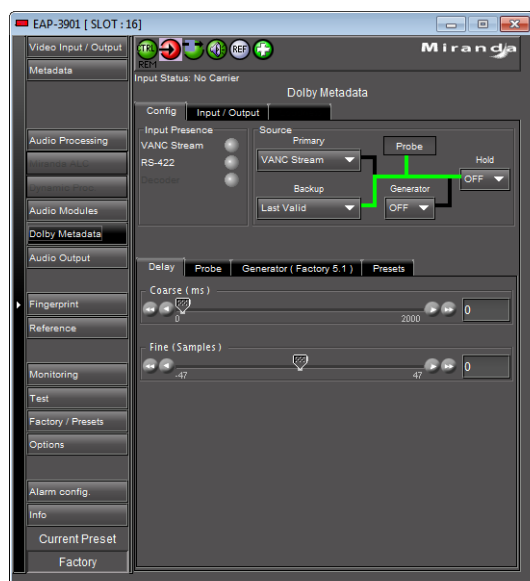 EAP-3901 [ SLOT : 16]
Video Input / Output
Metadata
Audio Processing
Miranda ALC
Dynamic Proc.
Audio Modules
Dolby Metadata
Audio Output
Fingerprint
Reference
Monitoring
Test
Factory / Presets
Options
Alarm config.
Info
Current Preset
Factory
CTRL
REM
REF
Miranda
Input Status: No Carrier
Dolby Metadata
Config
Input / Output
Input Presence
VANC Stream
RS-422
Decoder
Source
Primary
VANC Stream
Backup
Last Valid
Probe
Generator
OFF
Hold
OFF
Delay
Probe
Generator ( Factory 5.1 )
Presets
Coarse ( ms )
0
2000
0
Fine ( Samples )
-47
47
0